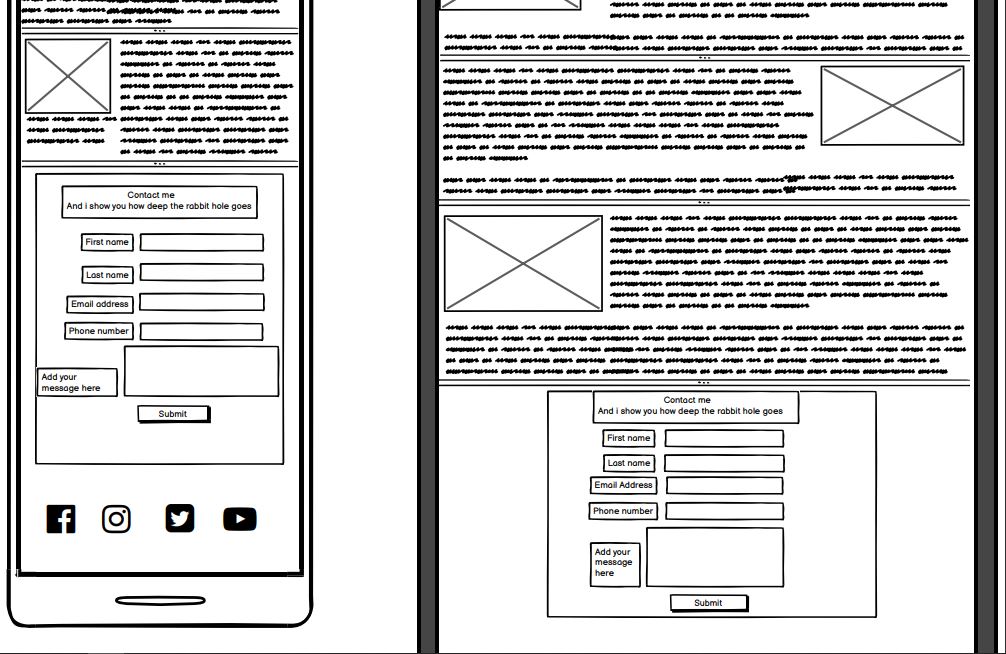 Contact me
And i show you how deep the rabbit hole goes
First name
Last name
Email address
Phone number
Add your
message here
Submit
Contact me
And i show you how deep the rabbit hole goes
First name
Last name
Email Address
Phone number
Add your
message
here
Submit